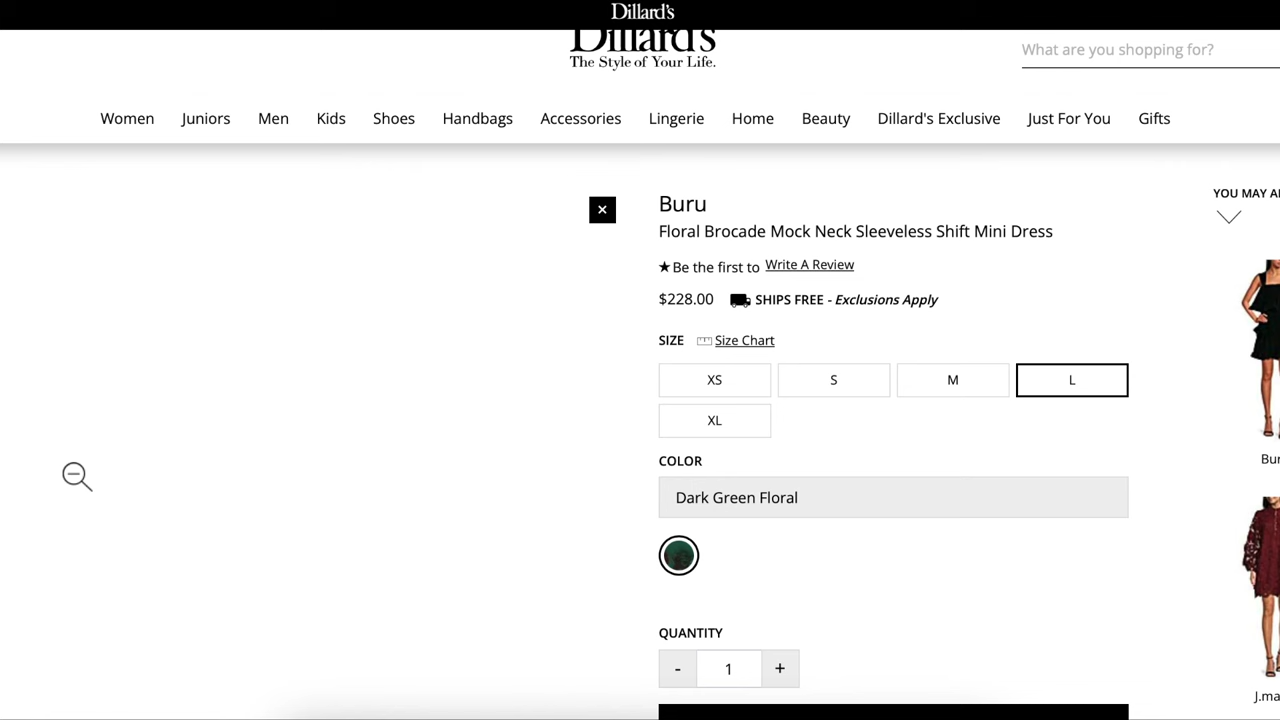 Dillard's
Dillard's
The Style of Your Life.
What are you shopping for?
Women Juniors Men Kids Shoes Handbags Accessories Lingerie Home Beauty Dillard's Exclusive Just For You Gifts
YOU MAY
×
Buru
Floral Brocade Mock Neck Sleeveless Shift Mini Dress
★Be the first to Write A Review
$228.00 SHIPS FREE - Exclusions Apply
SIZE Size Chart
XS S M L
XL
COLOR
Dark Green Floral
QUANTITY
- 1 +